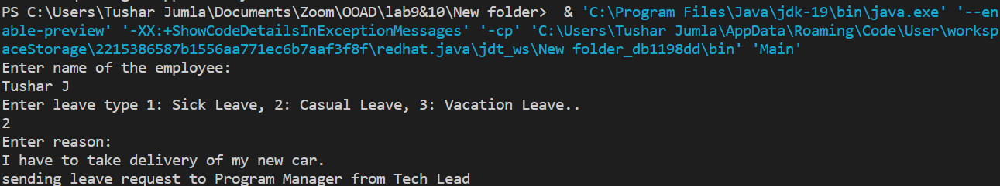 PS C:\Users\Tushar Jumla\Documents\Zoom\OOAD\lab9&10\New folder>  & 'C:\Program Files\Java\jdk-19\bin\java.exe' '--en
able-preview' '-XX:+ShowCodeDetailsInExceptionMessages' '-cp' 'C:\Users\Tushar Jumla\AppData\Roaming\Code\User\worksp
aceStorage\2215386587b1556aa771ec6b7aaf3f8f\redhat.java\jdt_ws\New folder_db1198dd\bin' 'Main'
Enter name of the employee:
Tushar J
Enter leave type 1: Sick Leave, 2: Casual Leave, 3: Vacation Leave..
2
Enter reason:
I have to take delivery of my new car.
sending leave request to Program Manager from Tech Lead